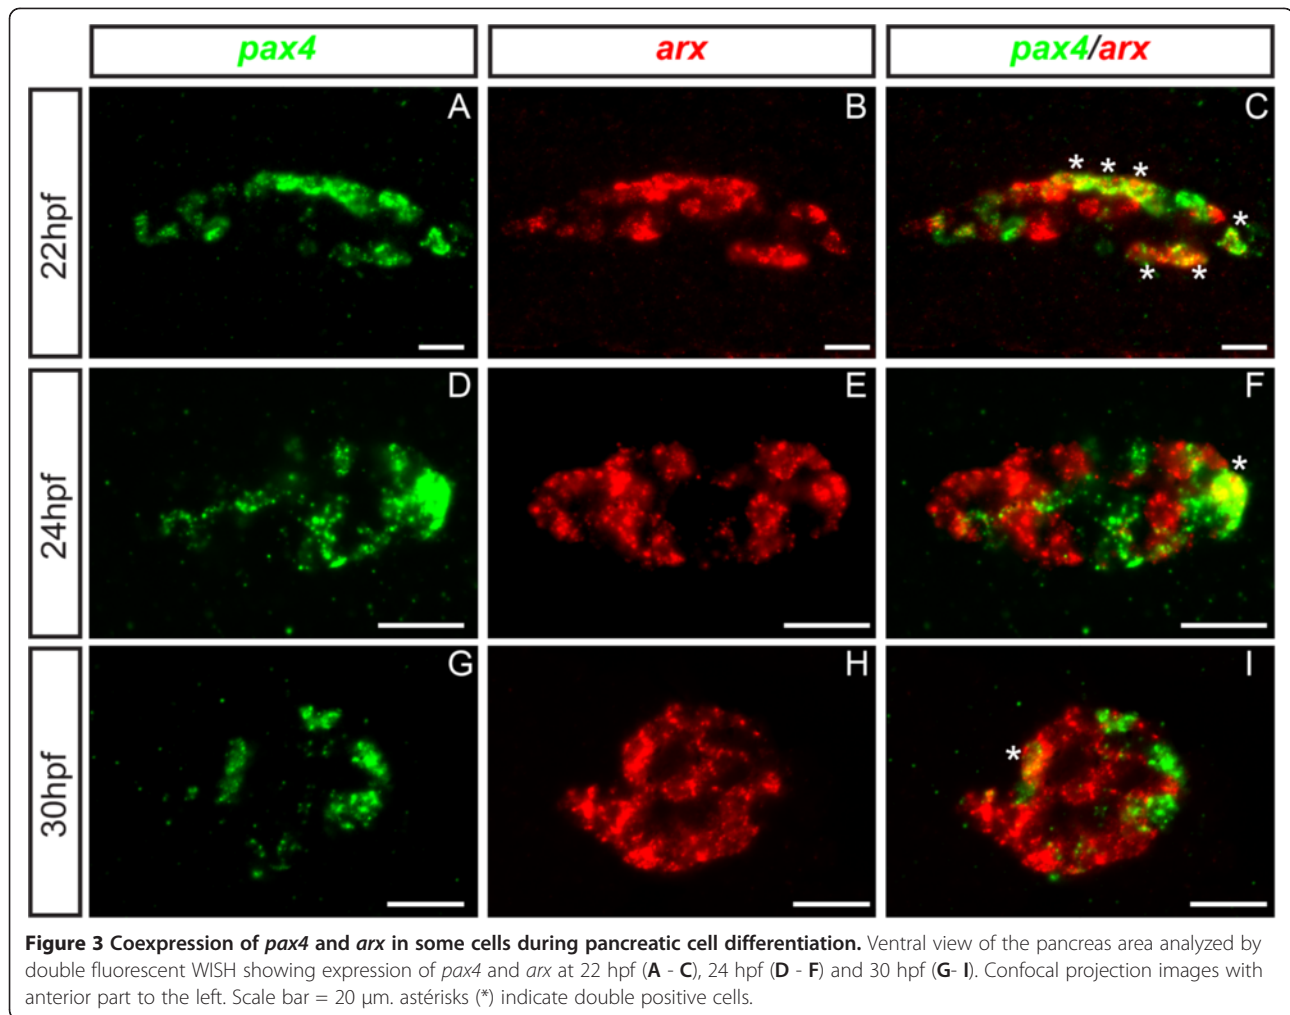 pax4
arx
pax4/arx
22hpf
A
B
C
* * *
*
* *
24hpf
D
E
F
*
30hpf
G
H
I
*
Figure 3 Coexpression of pax4 and arx in some cells during pancreatic cell differentiation. Ventral view of the pancreas area analyzed by
double fluorescent WISH showing expression of pax4 and arx at 22 hpf (A - C), 24 hpf (D - F) and 30 hpf (G- I). Confocal projection images with
anterior part to the left. Scale bar = 20 μm. astérisks (*) indicate double positive cells.